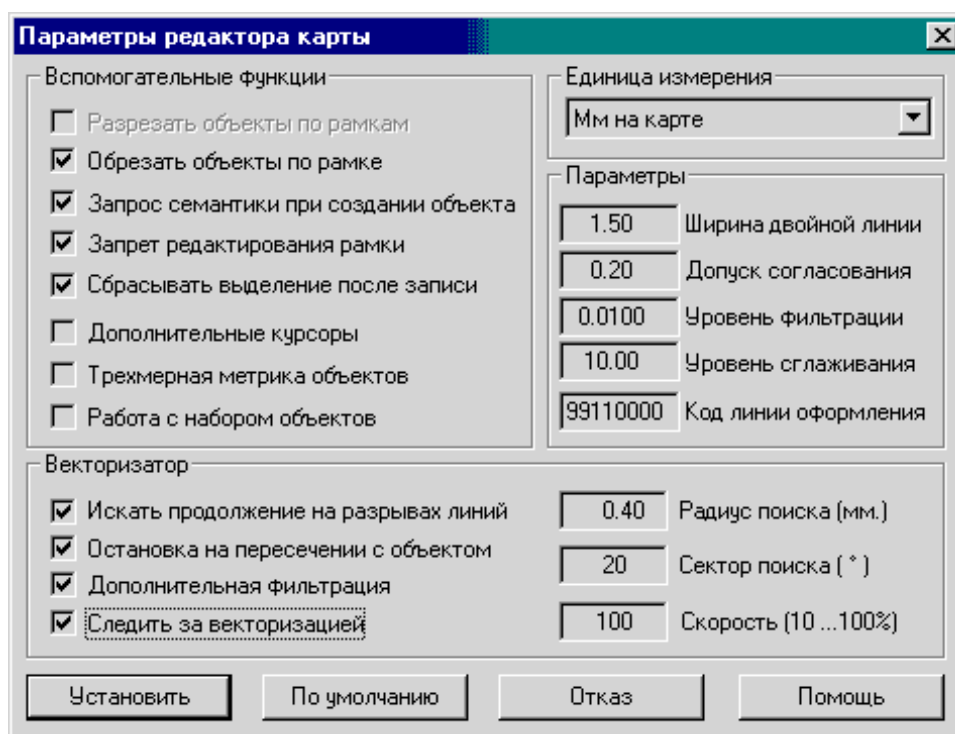 Параметры редактора карты
Вспомогательные функции
Разрезать объекты по рамкам
Обрезать объекты по рамке
Запрос семантики при создании объекта
Запрет редактирования рамки
Сбрасывать выделение после записи
Дополнительные курсоры
Трехмерная метрика объектов
Работа с набором объектов
Единица измерения
Мм на карте
Параметры
1.50 Ширина двойной линии
0.20 Допуск согласования
0.0100 Уровень фильтрации
10.00 Уровень сглаживания
99110000 Код линии оформления
Векторизатор
Искать продолжение на разрывах линий
Остановка на пересечении с объектом
Дополнительная фильтрация
Следить за векторизацией
0.40 Радиус поиска (мм.)
20 Сектор поиска ( ° )
100 Скорость (10 ...100%)
Установить По умолчанию Отказ Помощь